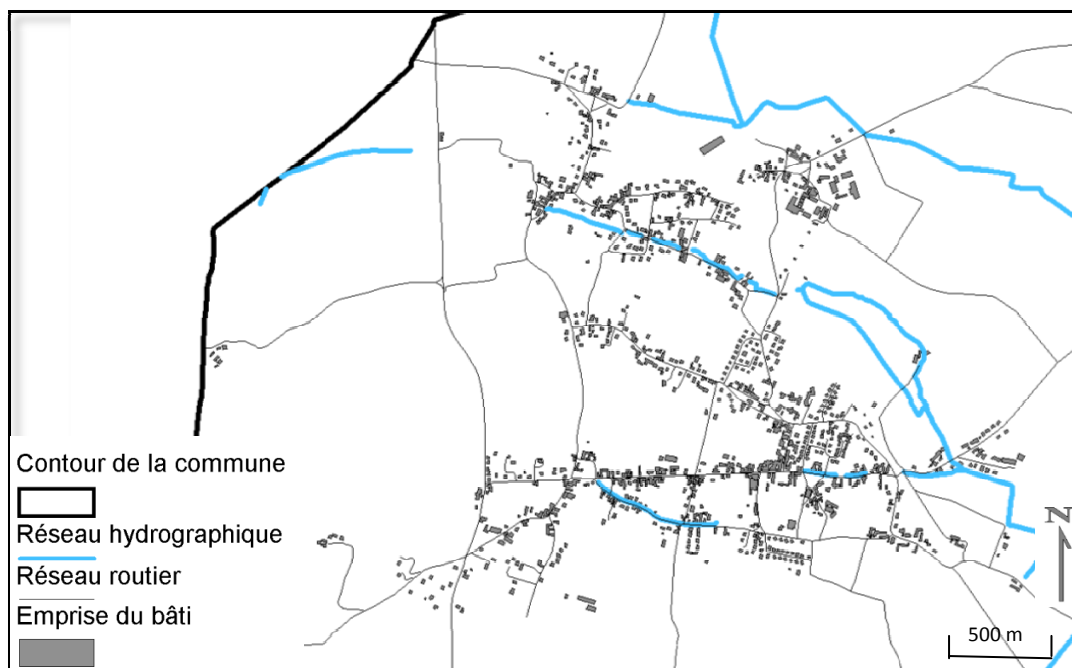 Contour de la commune
Réseau hydrographique
Réseau routier
Emprise du bâti
N
500 m